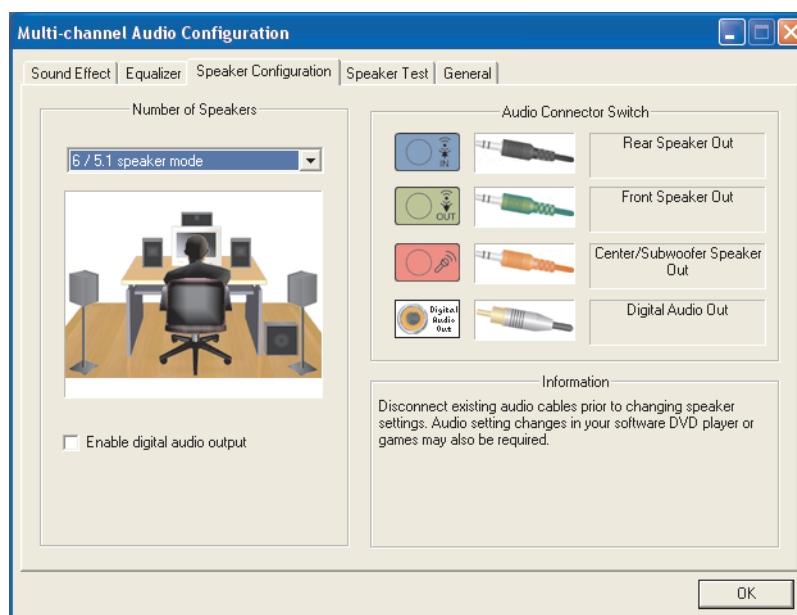 Multi-channel Audio Configuration
Sound Effect
Equalizer
Speaker Configuration
Speaker Test
General
Number of Speakers
6 / 5.1 speaker mode
Enable digital audio output
Audio Connector Switch
IN
Rear Speaker Out
OUT
Front Speaker Out
Center/Subwoofer Speaker
Out
Digital
Audio
Out
Digital Audio Out
Information
Disconnect existing audio cables prior to changing speaker
settings. Audio setting changes in your software DVD player or
games may also be required.
OK